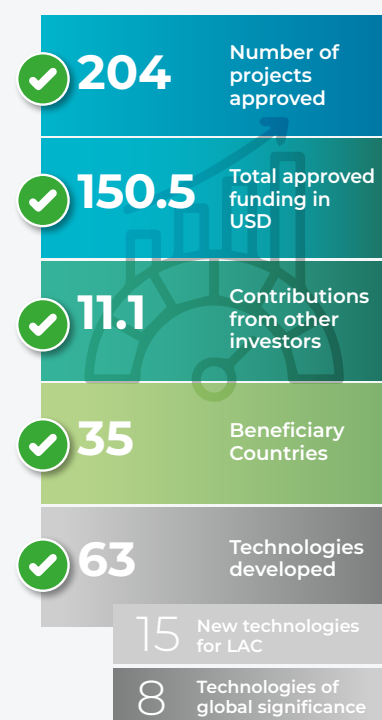 204
Number of
projects
approved
150.5
Total approved
funding in
USD
11.1
Contributions
from other
investors
35
Beneficiary
Countries
63
Technologies
developed
15
New technologies
for LAC
8
Technologies of
global significance